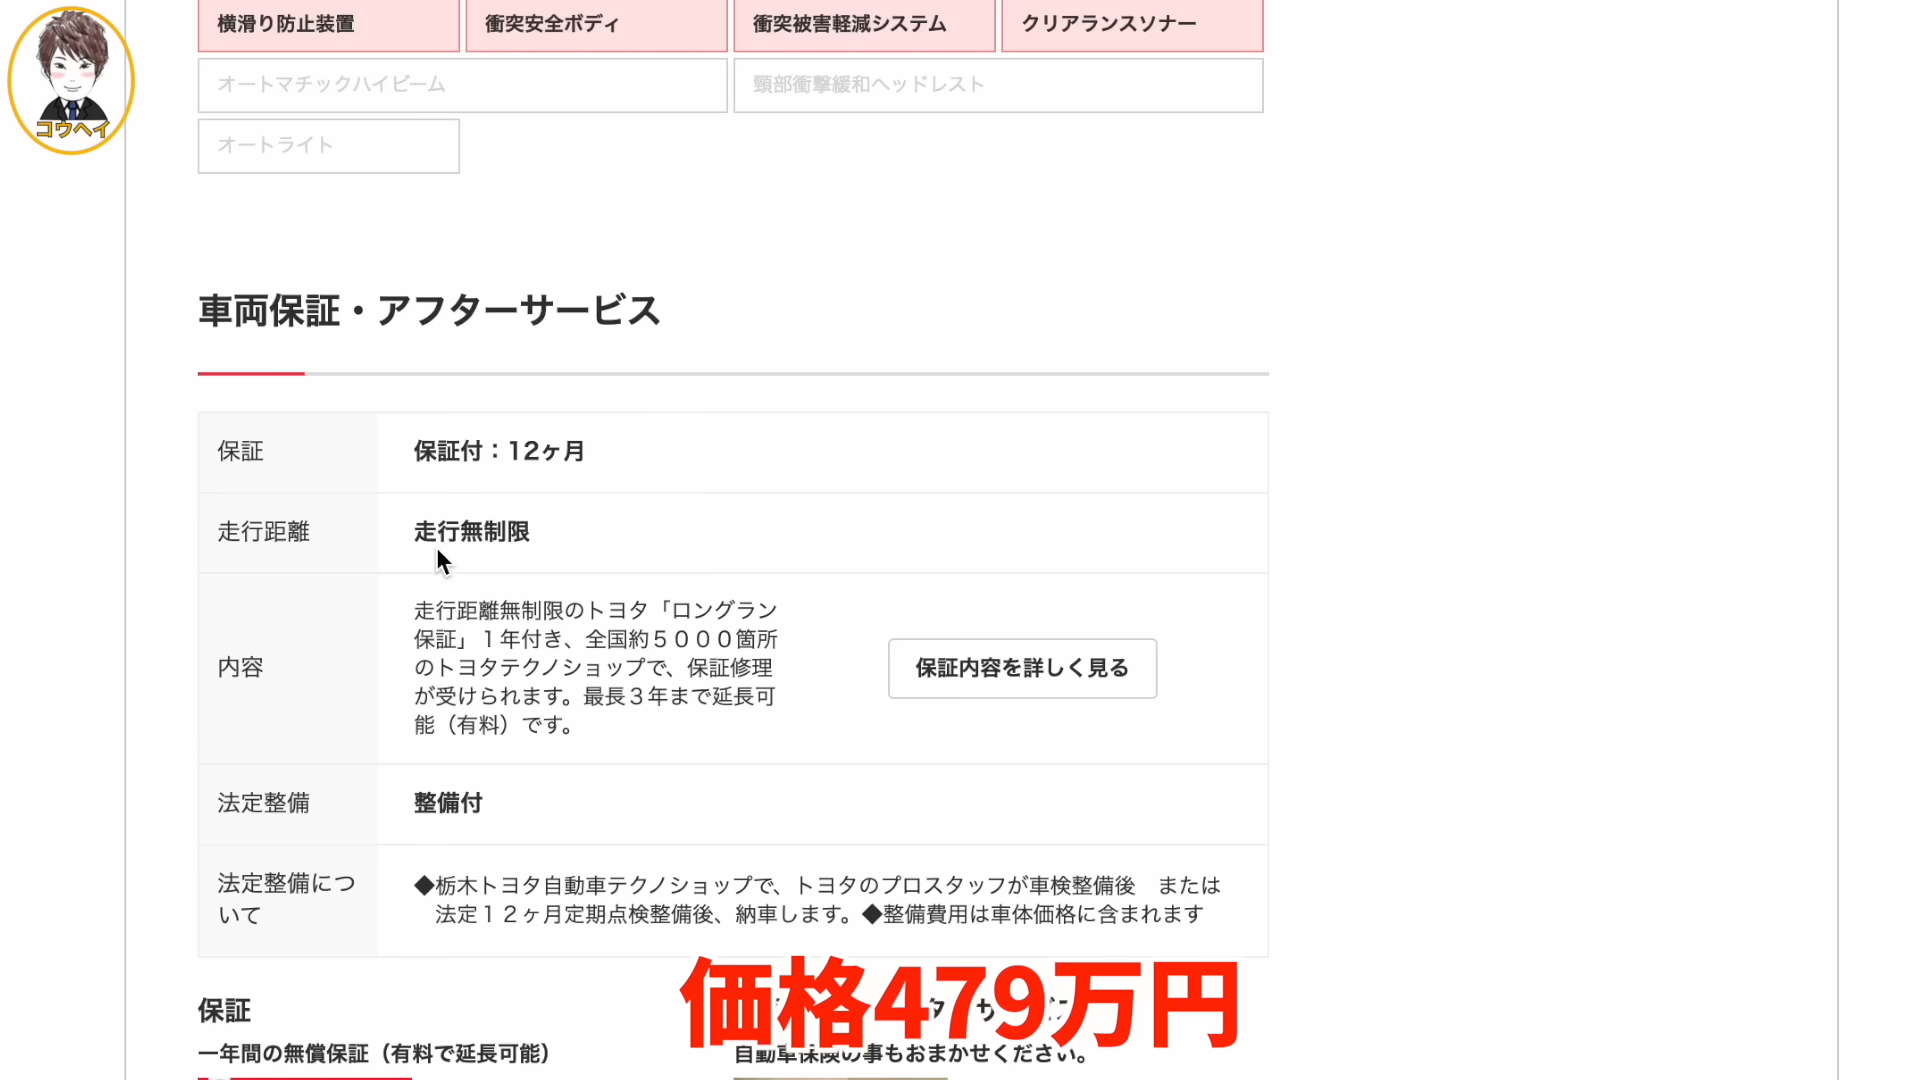 横滑り防止装置
衝突安全ボディ
衝突被害軽減システム
クリアランスソナー
オートマチックハイビーム
頸部衝撃緩和ヘッドレスト
コウヘイ
オートライト
車両保証・アフターサービス
保証
保証付：12ヶ月
走行距離
走行無制限
内容
走行距離無制限のトヨタ「ロングラン
保証」１年付き、全国約５０００箇所
のトヨタテクノショップで、保証修理
が受けられます。最長３年まで延長可
能（有料）です。
保証内容を詳しく見る
法定整備
整備付
法定整備につ
いて
◆栃木トヨタ自動車テクノショップで、トヨタのプロスタッフが車検整備後　または
法定１２ヶ月定期点検整備後、納車します。◆整備費用は車体価格に含まれます
価格479万円
保証
一年間の無償保証（有料で延長可能）
自動車保険の事もおまかせください。